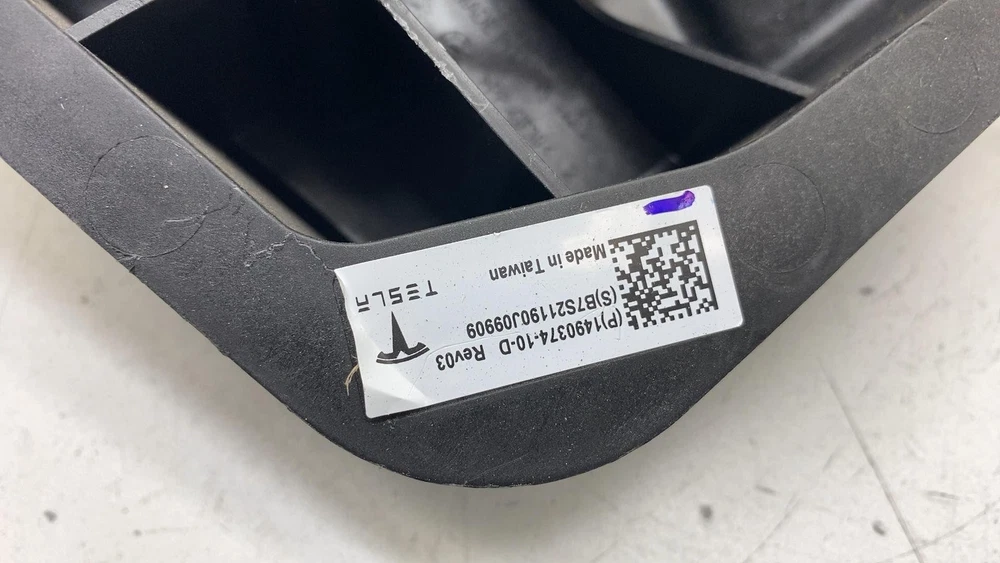 (P)1490374-10-D Rev03
(S)B7S21190J09909
Made in Taiwan
TESLA